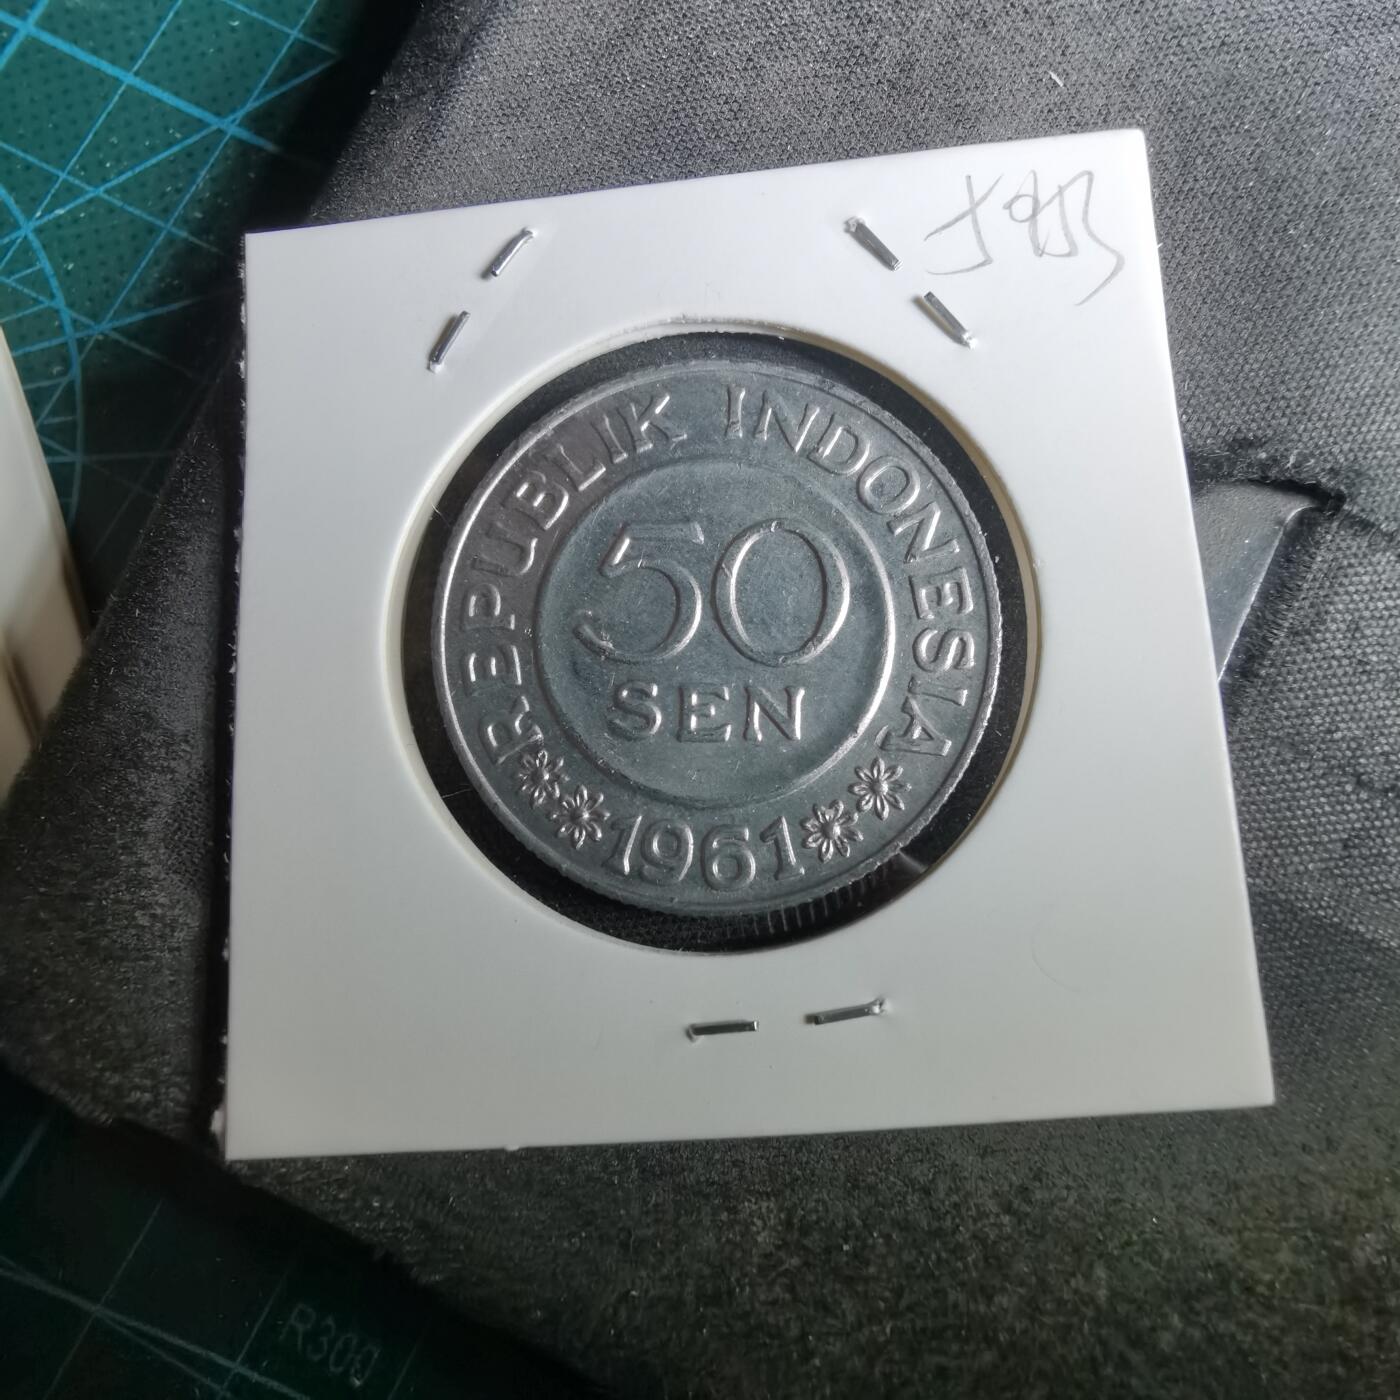 REPUBLIK INDONESIA
50
SEN
1961
R300